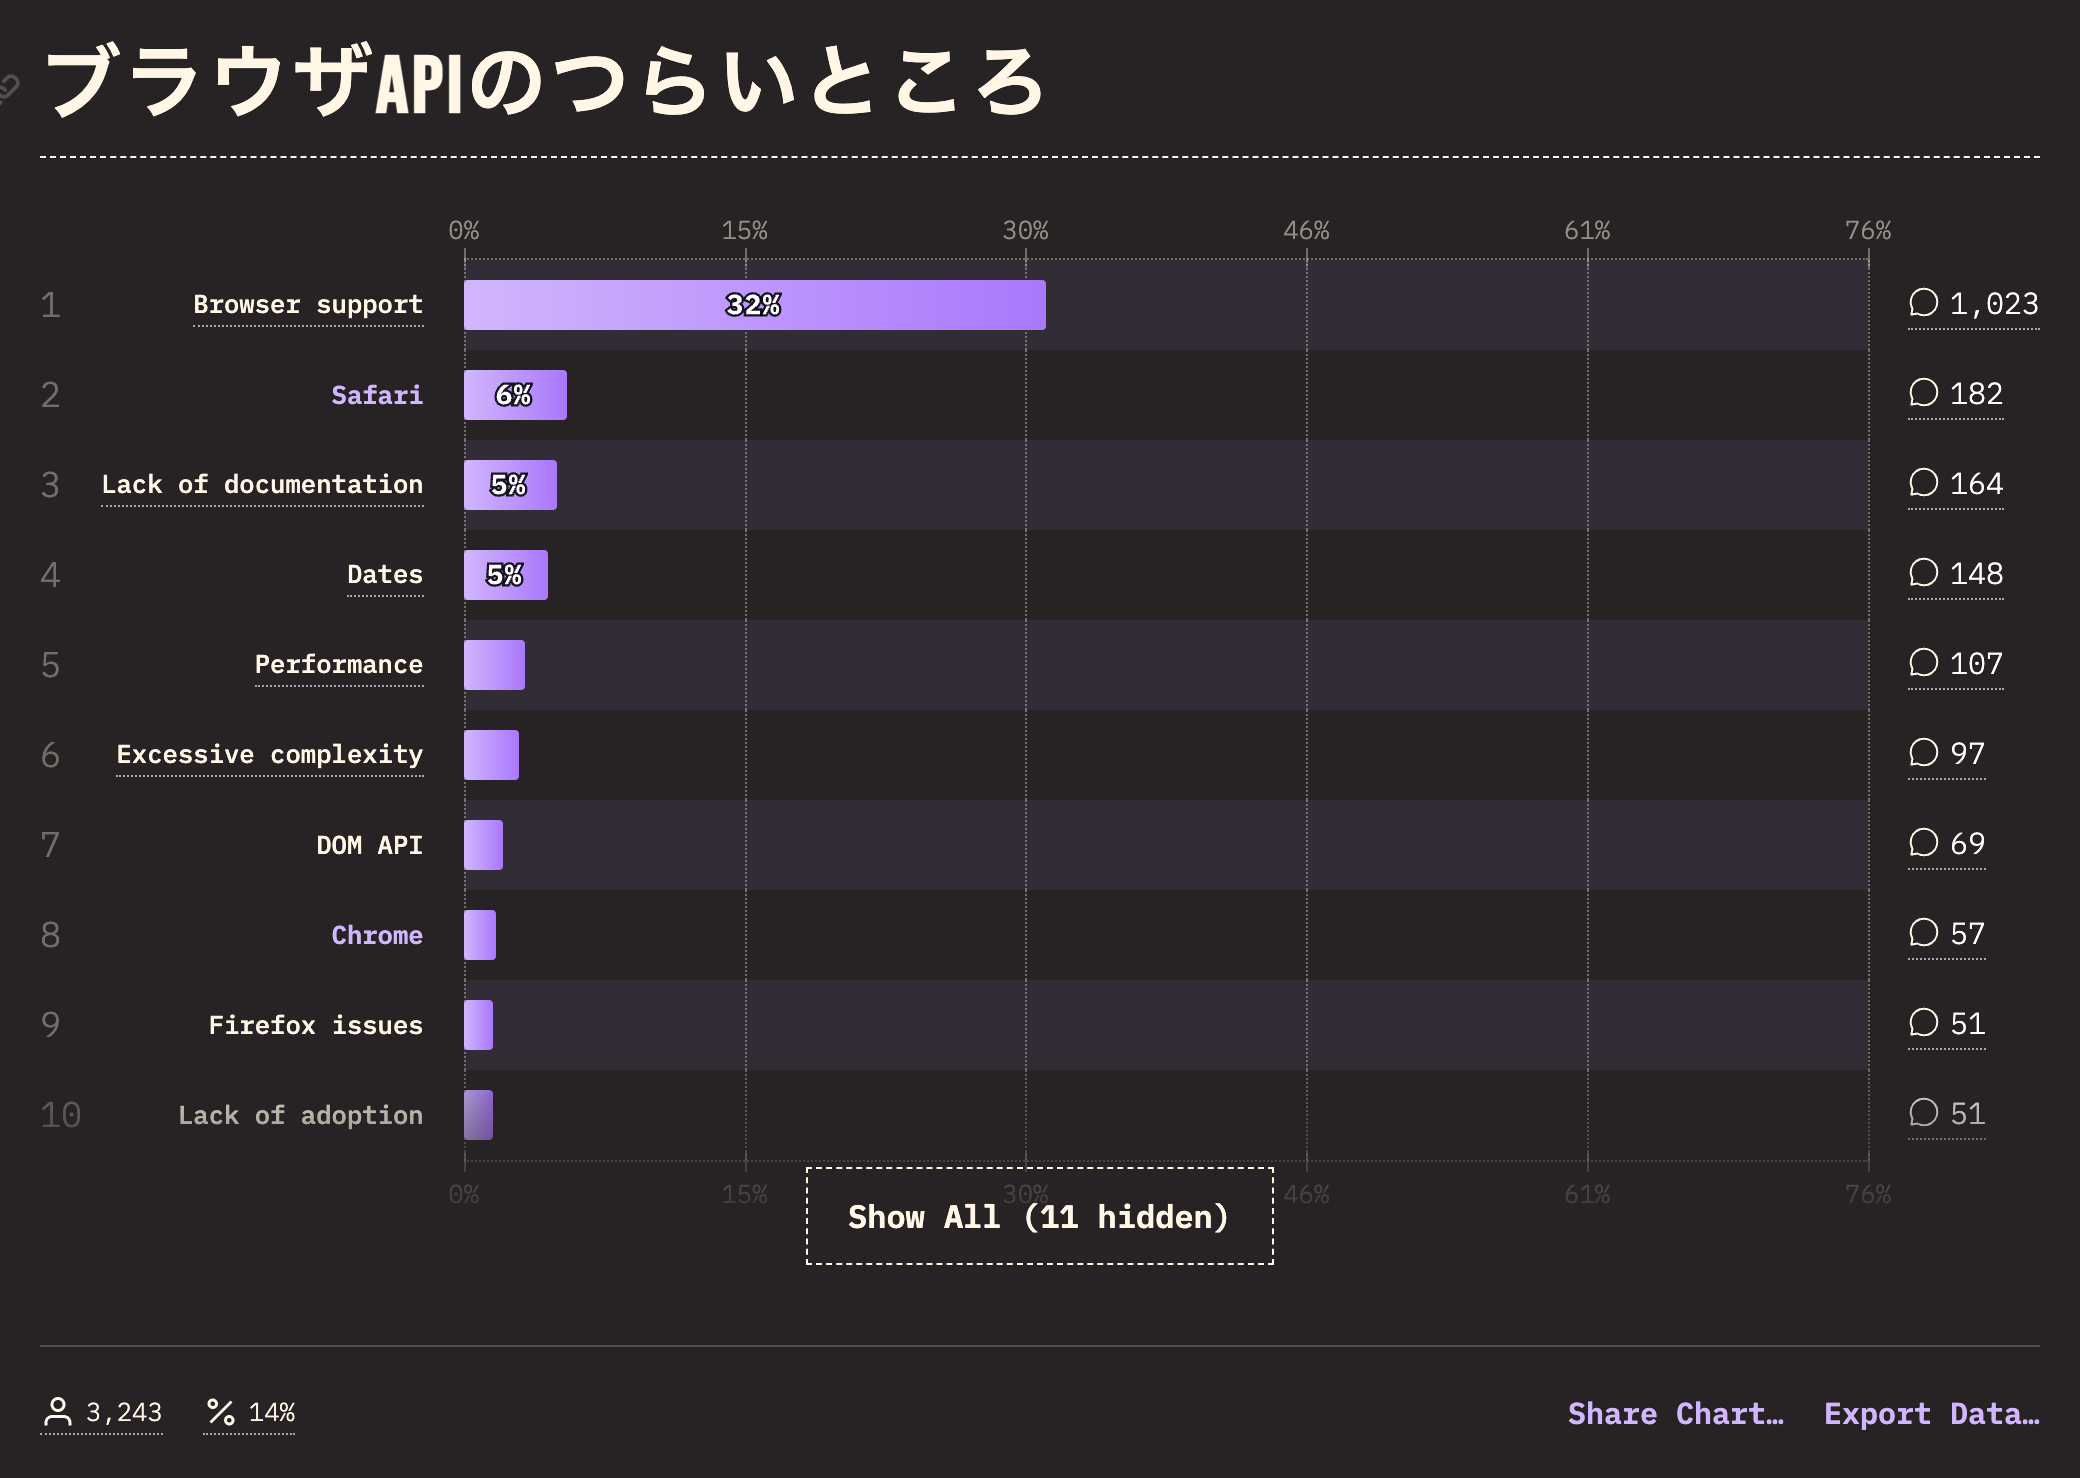 ブラウザAPIのつらいところ
0% 15% 30% 46% 61% 76%
1 Browser support 32% 1,023
2 Safari 6% 182
3 Lack of documentation 5% 164
4 Dates 5% 148
5 Performance 107
6 Excessive complexity 97
7 DOM API 69
8 Chrome 57
9 Firefox issues 51
10 Lack of adoption 51
0% 15% 30% 46% 61% 76%
Show All (11 hidden)
3,243 14% Share Chart… Export Data…